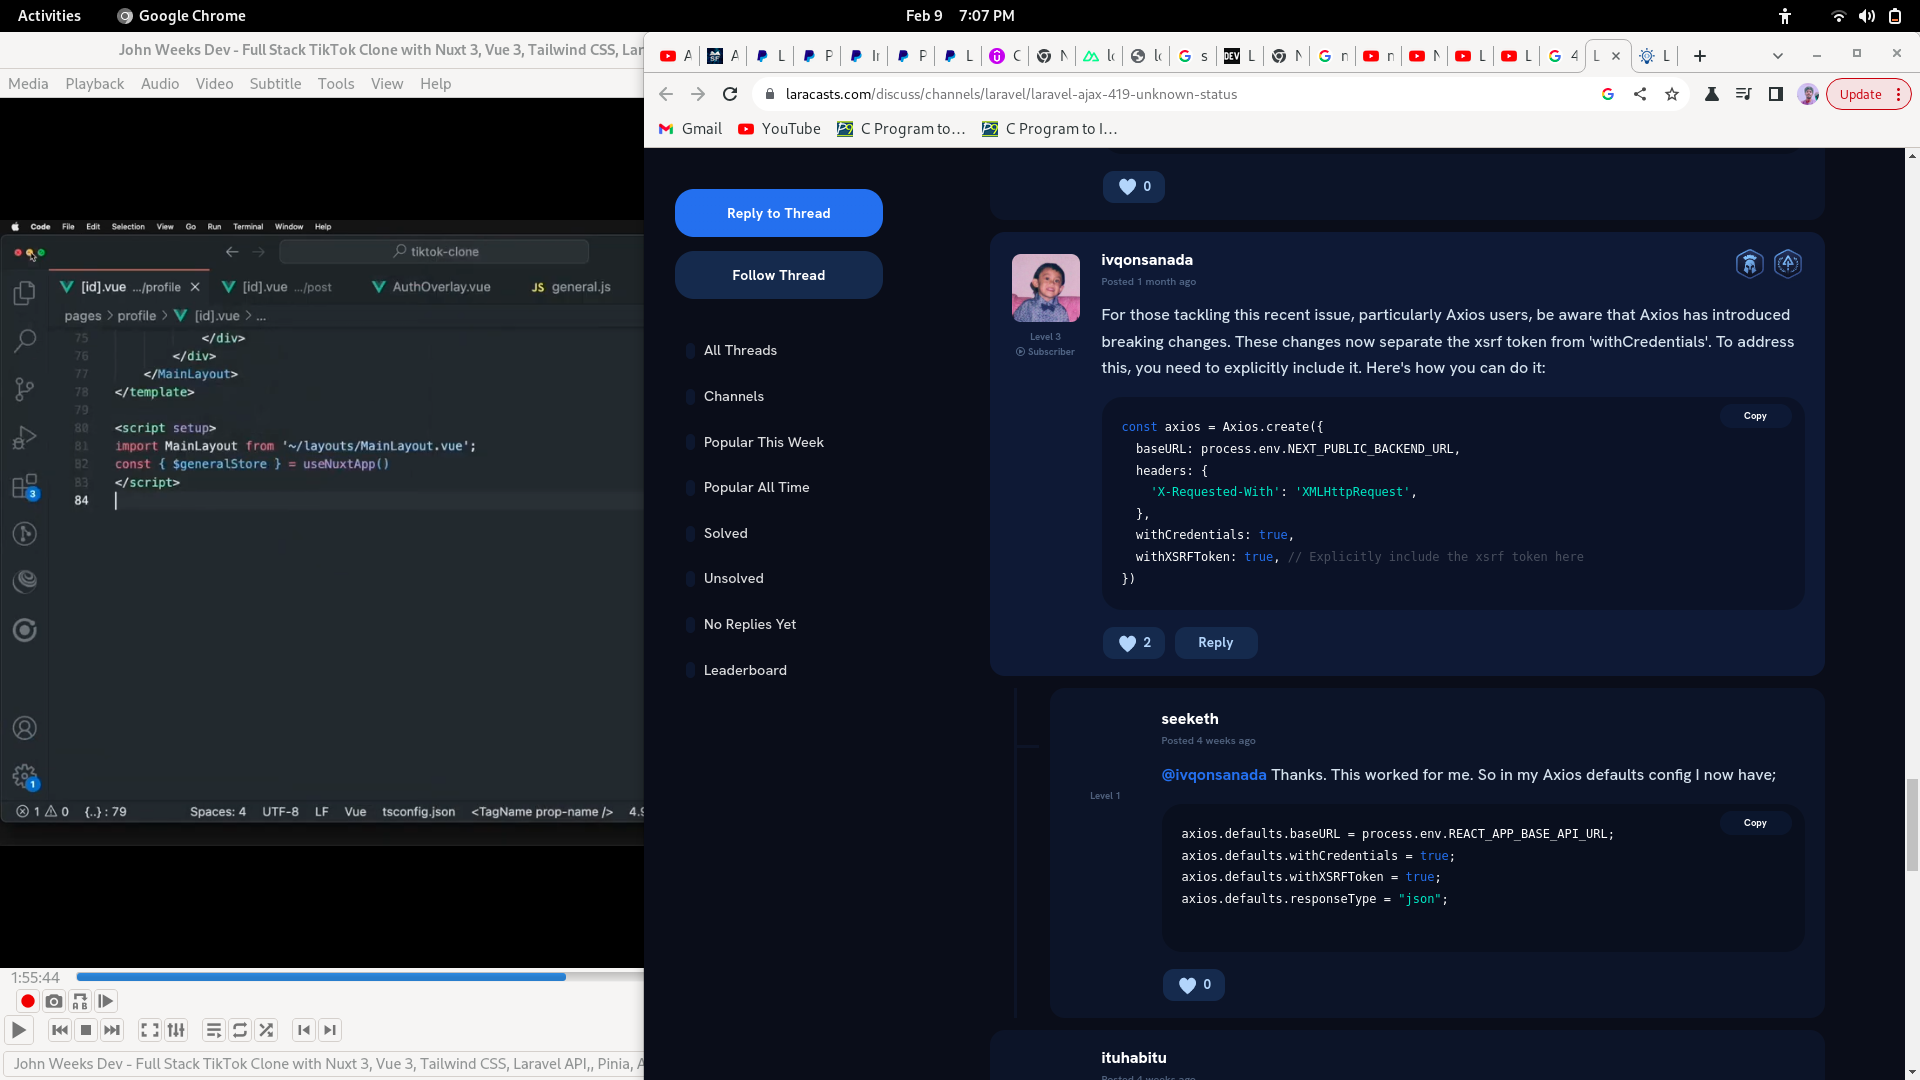 Activities
Google Chrome
Feb 9 7:07 PM
John Weeks Dev - Full Stack TikTok Clone with Nuxt 3, Vue 3, Tailwind CSS, Lar
Media Playback Audio Video Subtitle Tools View Help
Code File Edit Selection View Go Run Terminal Window Help
tiktok-clone
[id].vue .../profile
[id].vue .../post
AuthOverlay.vue
JS general.js
pages > profile > [id].vue > ...
75 </div>
76 </div>
77 </MainLayout>
78 </template>
79
80 <script setup>
81 import MainLayout from '~/layouts/MainLayout.vue';
82 const { $generalStore } = useNuxtApp()
83 </script>
84
3
1
1 0 {..} : 79 Spaces: 4 UTF-8 LF Vue tsconfig.json <TagName prop-name /> 4.9
1:55:44
John Weeks Dev - Full Stack TikTok Clone with Nuxt 3, Vue 3, Tailwind CSS, Laravel API,, Pinia, A
laracasts.com/discuss/channels/laravel/laravel-ajax-419-unknown-status
Update
Gmail
YouTube
C Program to...
C Program to I...
Reply to Thread
Follow Thread
All Threads
Channels
Popular This Week
Popular All Time
Solved
Unsolved
No Replies Yet
Leaderboard
0
ivqonsanada
Posted 1 month ago
Level 3
Subscriber
For those tackling this recent issue, particularly Axios users, be aware that Axios has introduced
breaking changes. These changes now separate the xsrf token from 'withCredentials'. To address
this, you need to explicitly include it. Here's how you can do it:
Copy
const axios = Axios.create({
baseURL: process.env.NEXT_PUBLIC_BACKEND_URL,
headers: {
'X-Requested-With': 'XMLHttpRequest',
},
withCredentials: true,
withXSRFToken: true, // Explicitly include the xsrf token here
})
2
Reply
seeketh
Posted 4 weeks ago
Level 1
@ivqonsanada Thanks. This worked for me. So in my Axios defaults config I now have;
Copy
axios.defaults.baseURL = process.env.REACT_APP_BASE_API_URL;
axios.defaults.withCredentials = true;
axios.defaults.withXSRFToken = true;
axios.defaults.responseType = "json";
0
ituhabitu
Posted 4 weeks ago